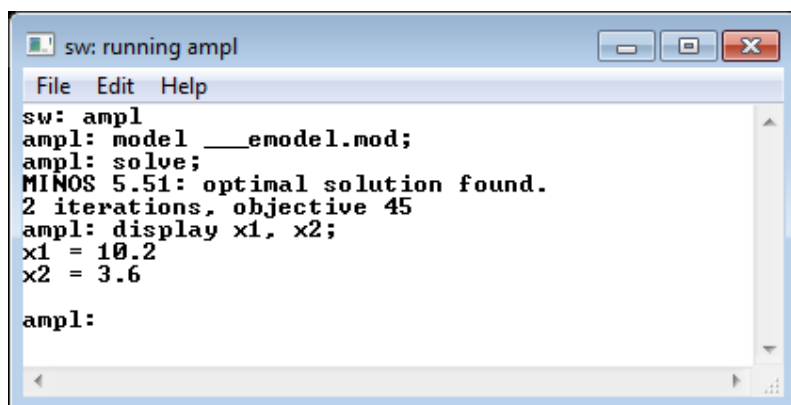 sw: running ampl
File Edit Help
sw: ampl
ampl: model ___emodel.mod;
ampl: solve;
MINOS 5.51: optimal solution found.
2 iterations, objective 45
ampl: display x1, x2;
x1 = 10.2
x2 = 3.6
ampl: